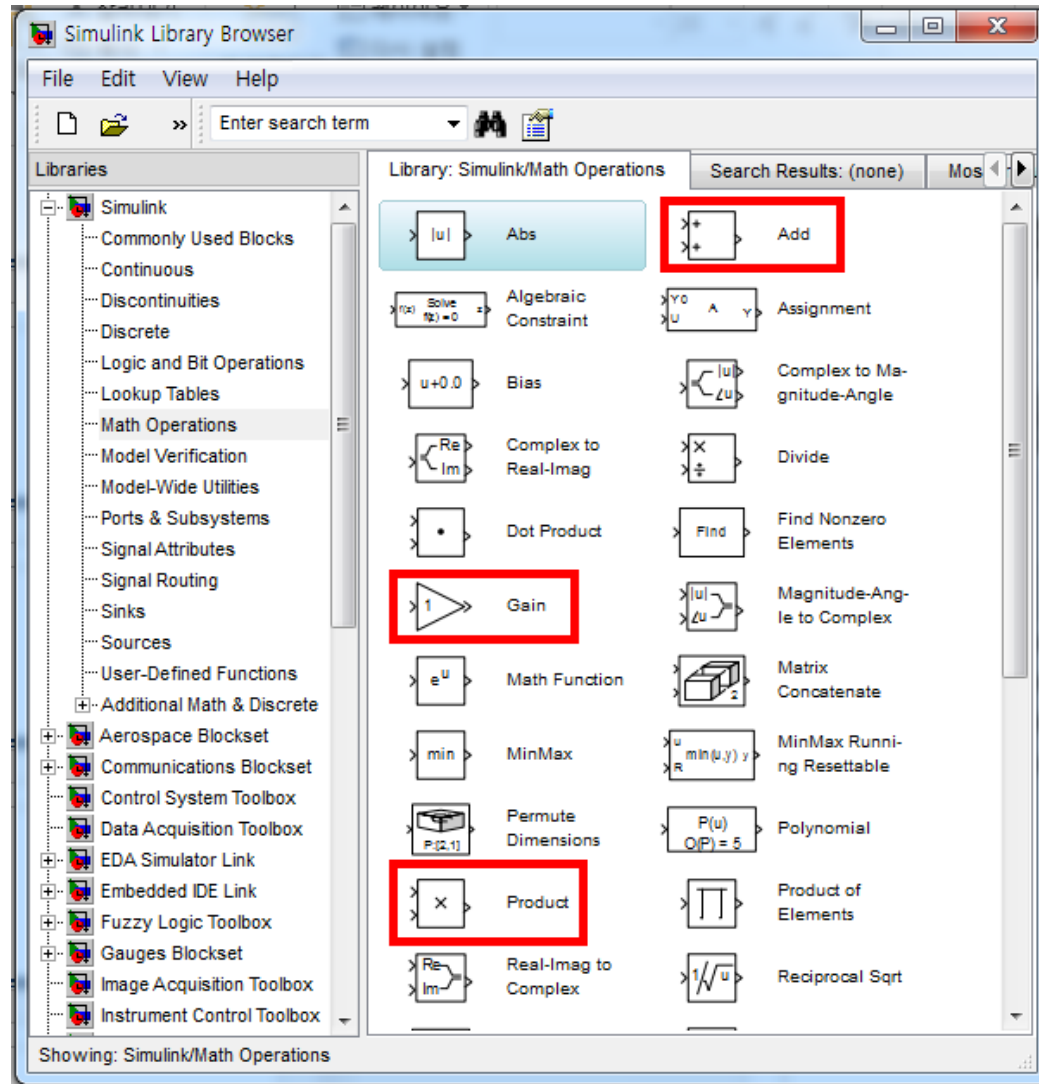 Simulink Library Browser
File Edit View Help
» Enter search term
Libraries
Library: Simulink/Math Operations
Search Results: (none)
Mos
Simulink
Commonly Used Blocks
Continuous
Discontinuities
Discrete
Logic and Bit Operations
Lookup Tables
Math Operations
Model Verification
Model-Wide Utilities
Ports & Subsystems
Signal Attributes
Signal Routing
Sinks
Sources
User-Defined Functions
Additional Math & Discrete
Aerospace Blockset
Communications Blockset
Control System Toolbox
Data Acquisition Toolbox
EDA Simulator Link
Embedded IDE Link
Fuzzy Logic Toolbox
Gauges Blockset
Image Acquisition Toolbox
Instrument Control Toolbox
|u| Abs
+
+
Add
f(z) Solve
f(z) = 0 z
Algebraic
Constraint
Y0
U A Y
Assignment
u+0.0 Bias
|u|
∠u
Complex to Ma-
gnitude-Angle
Re
Im
Complex to
Real-Imag
×
÷
Divide
Dot Product
Find
Find Nonzero
Elements
1 Gain
|u|
∠u
Magnitude-Ang-
le to Complex
eᵘ Math Function
2
Matrix
Concatenate
min MinMax
u
R min(u,y) y
MinMax Runni-
ng Resettable
P:[2,1]
Permute
Dimensions
P(u)
O(P) = 5
Polynomial
× Product
∏
Product of
Elements
Re
Im
Real-Imag to
Complex
1/√u Reciprocal Sqrt
Showing: Simulink/Math Operations